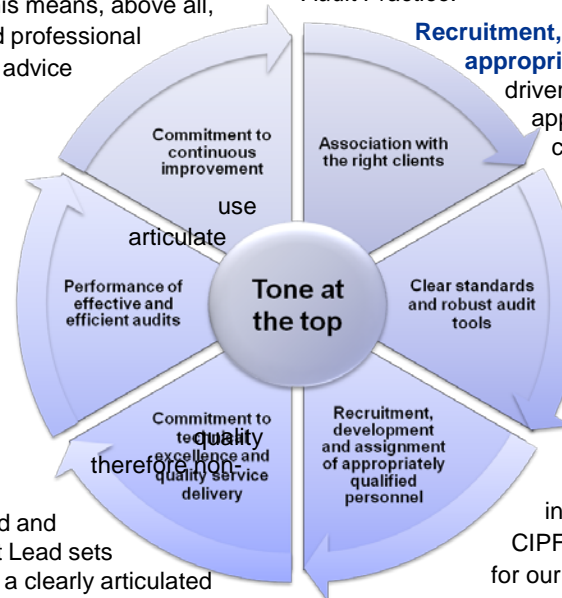 his means, above all,
d professional
advice
Audit Practice.
Recruitment,
appropri
driver
app
c
Commitment to
continuous
improvement
Association with
the right clients
use
articulate
Performance of
effective and
efficient audits
Tone at
the top
Clear standards
and robust audit
tools
Commitment to
technical
excellence and
quality service
delivery
quality
therefore non-
Recruitment,
development
and assignment
of appropriately
qualified
personnel
d and
t Lead sets
a clearly articulated
in
CIPF
for our